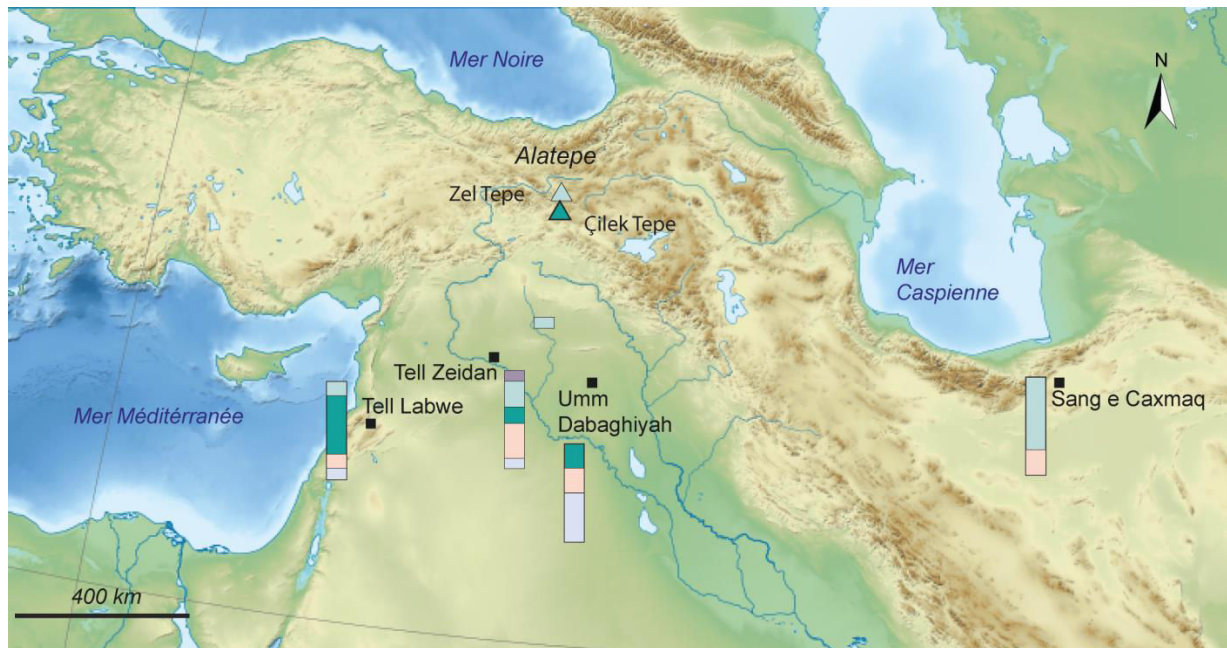 Mer Noire
N
Alatepe
Zel Tepe
Çilek Tepe
Mer
Caspienne
Tell Zeidan
Umm
Dabaghiyah
Sang e Caxmaq
Mer Méditérranée
Tell Labwe
400 km